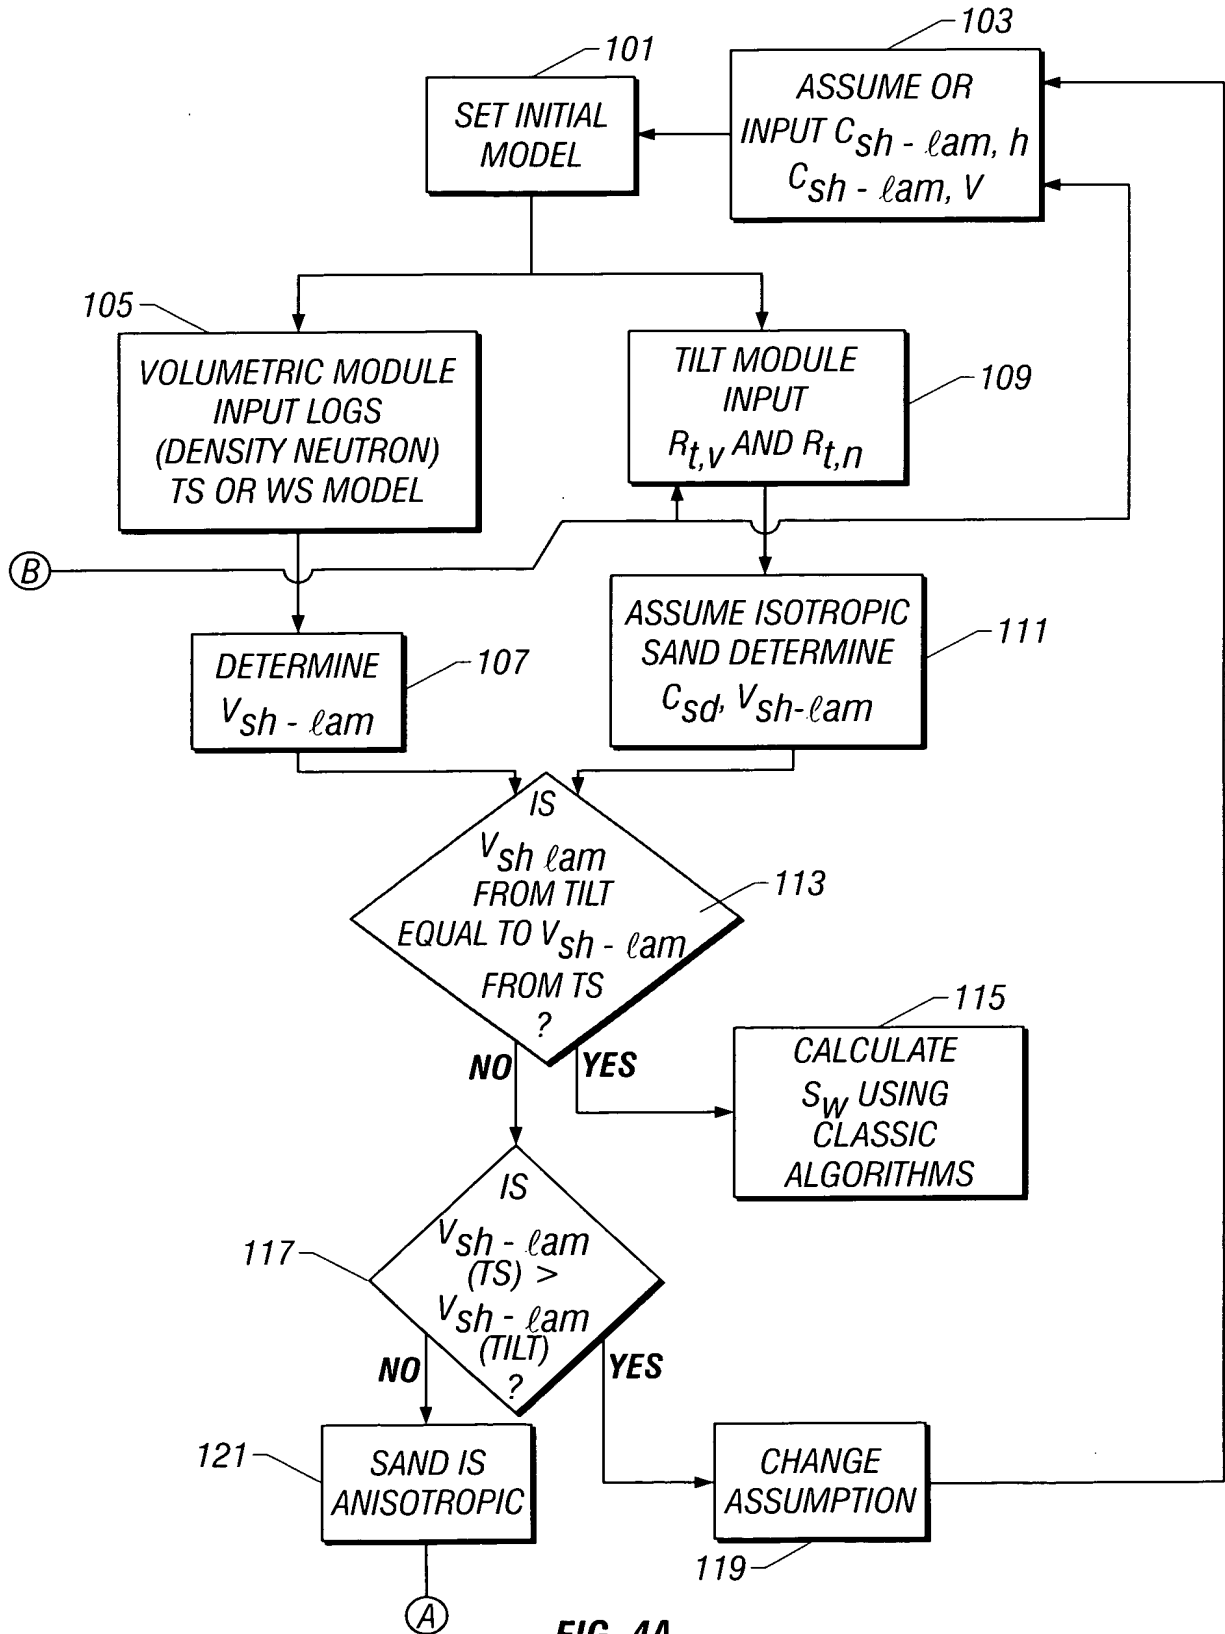 101
SET INITIAL
MODEL
103
ASSUME OR
INPUT Csh - ℓam, h
Csh - ℓam, V
105
VOLUMETRIC MODULE
INPUT LOGS
(DENSITY NEUTRON)
TS OR WS MODEL
TILT MODULE
INPUT
Rt,v AND Rt,n
109
B
DETERMINE
Vsh - ℓam
107
ASSUME ISOTROPIC
SAND DETERMINE
Csd, Vsh-ℓam
111
IS
Vsh ℓam
FROM TILT
EQUAL TO Vsh - ℓam
FROM TS
?
113
NO
YES
115
CALCULATE
SW USING
CLASSIC
ALGORITHMS
117
IS
Vsh - ℓam
(TS) >
Vsh - ℓam
(TILT)
?
NO
YES
121
SAND IS
ANISOTROPIC
CHANGE
ASSUMPTION
119
A
FIG. 4A